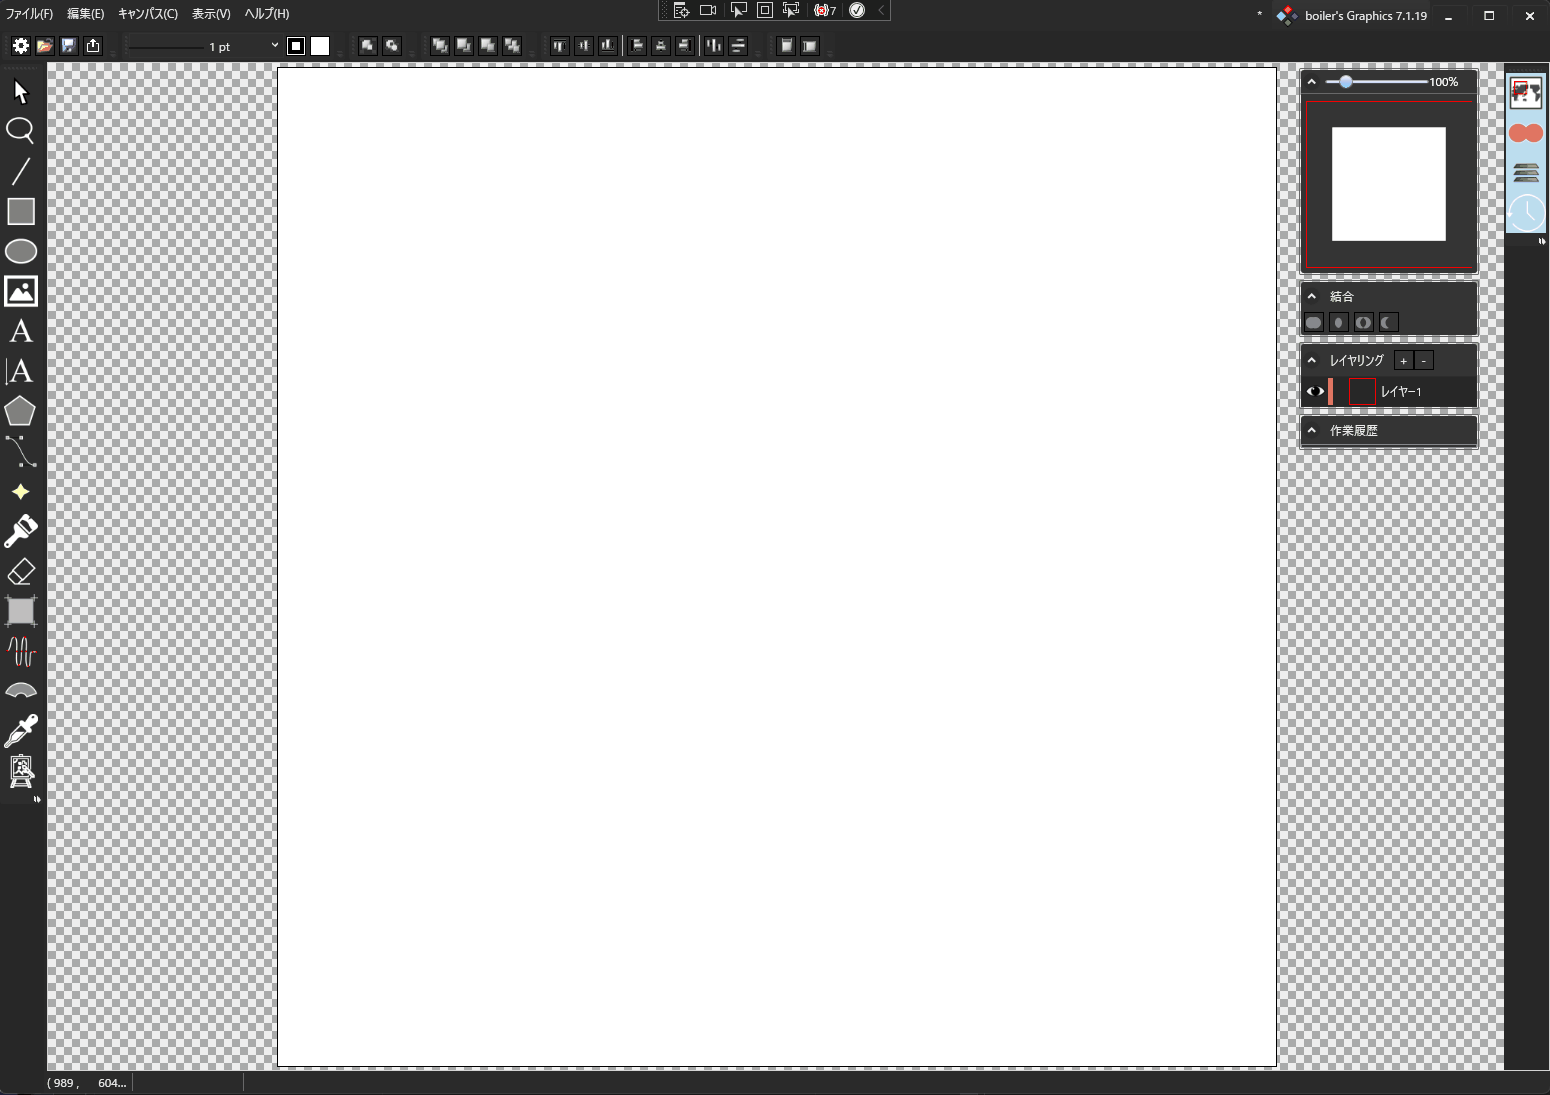 ファイル(F) 編集(E) キャンバス(C) 表示(V) ヘルプ(H)
7
* boiler's Graphics 7.1.19
1 pt
100%
結合
レイヤリング + -
レイヤー1
作業履歴
A
A
( 989 , 604...